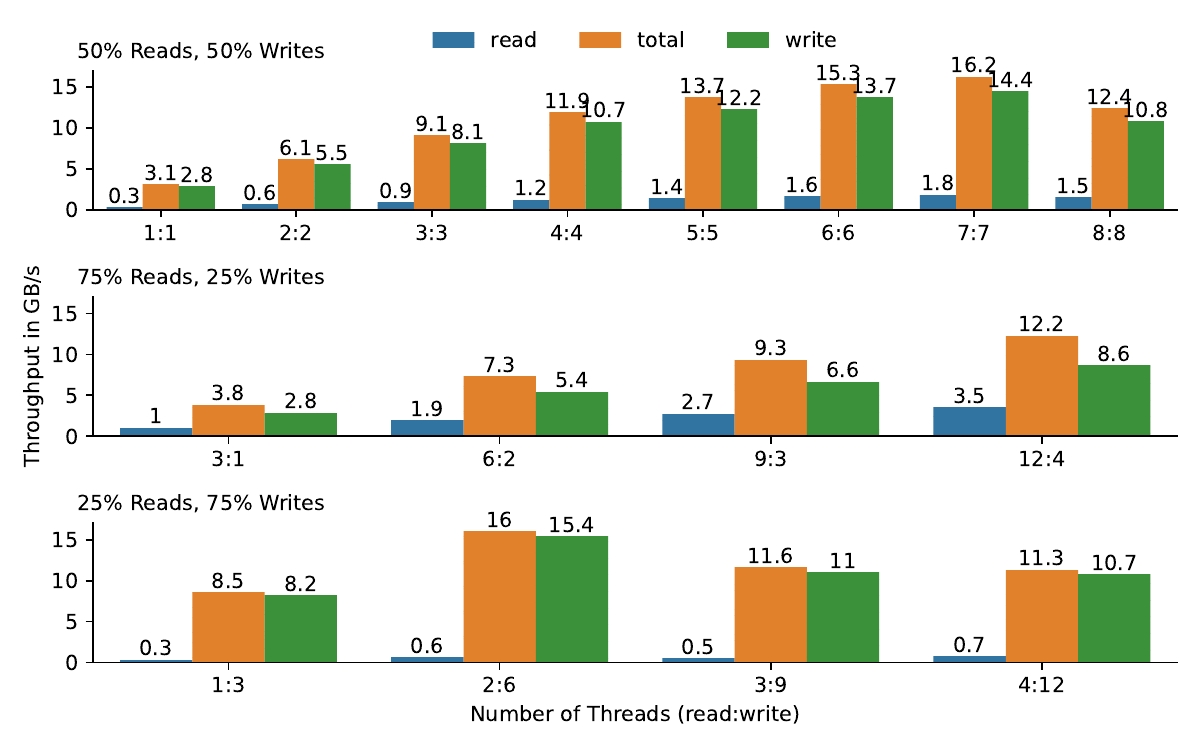 read total write
50% Reads, 50% Writes
15
10
5
0
0.3 3.1 2.8 0.6 6.1 5.5 0.9 9.1 8.1 1.2 11.9 10.7 1.4 13.7 12.2 1.6 15.3 13.7 1.8 16.2 14.4 1.5 12.4 10.8
1:1 2:2 3:3 4:4 5:5 6:6 7:7 8:8
Throughput in GB/s
75% Reads, 25% Writes
15
10
5
0
1 3.8 2.8 1.9 7.3 5.4 2.7 9.3 6.6 3.5 12.2 8.6
3:1 6:2 9:3 12:4
25% Reads, 75% Writes
15
10
5
0
0.3 8.5 8.2 0.6 16 15.4 0.5 11.6 11 0.7 11.3 10.7
1:3 2:6 3:9 4:12
Number of Threads (read:write)